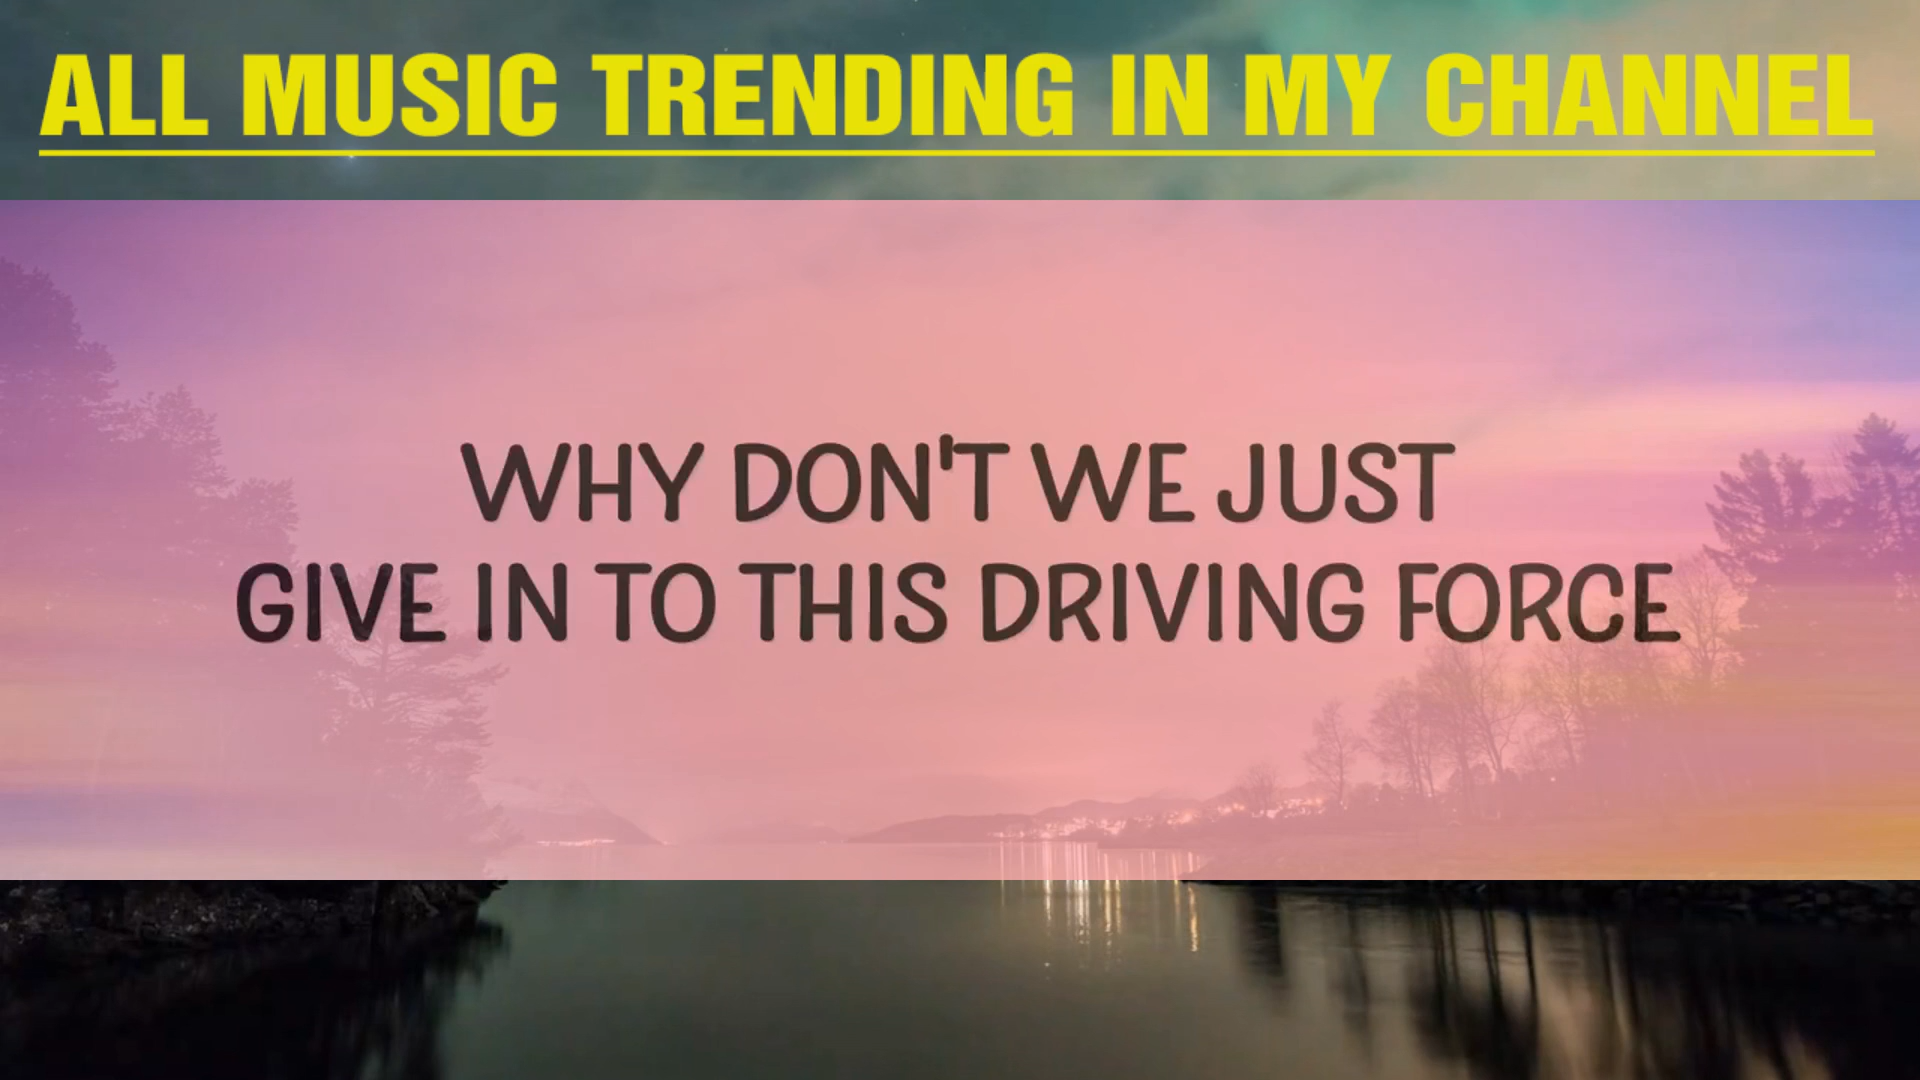 ALL MUSIC TRENDING IN MY CHANNEL
WHY DON'T WE JUST
GIVE IN TO THIS DRIVING FORCE